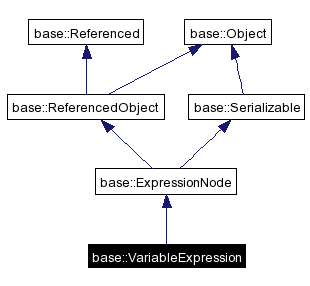 base::Referenced
base::Object
base::ReferencedObject
base::Serializable
base::ExpressionNode
base::VariableExpression